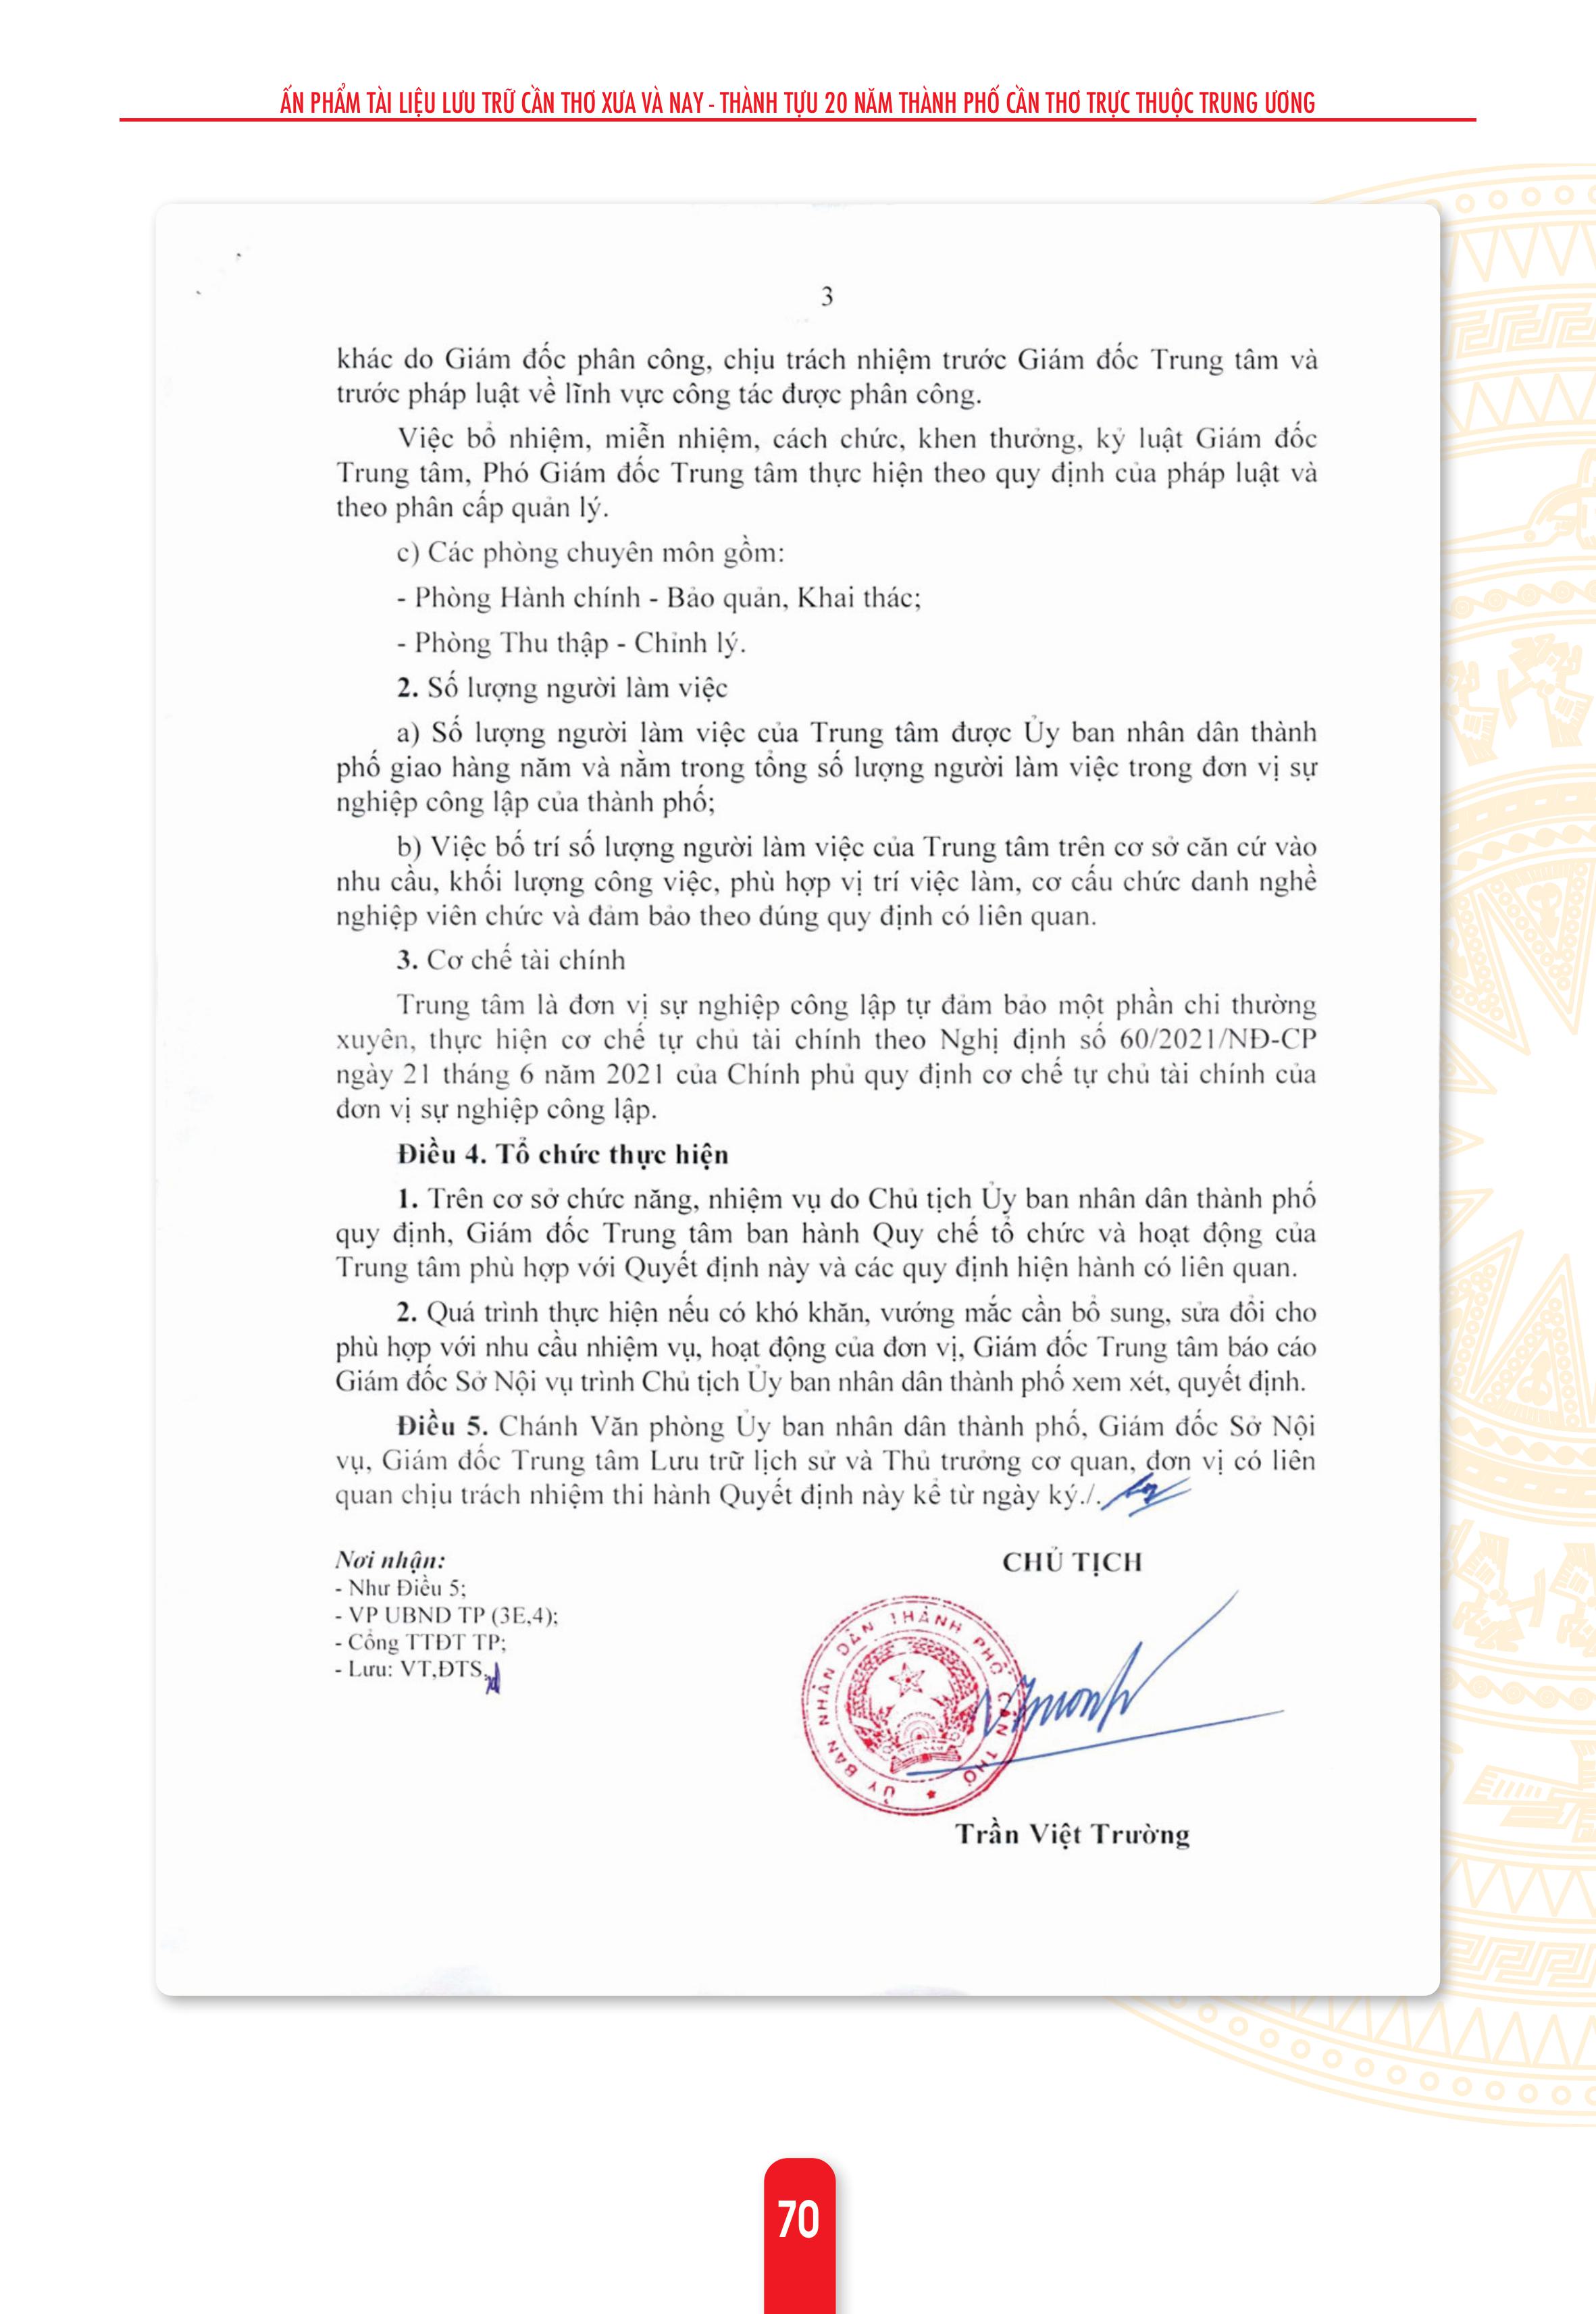 ẤN PHẨM TÀI LIỆU LƯU TRỮ CẦN THƠ XƯA VÀ NAY - THÀNH TỰU 20 NĂM THÀNH PHỐ CẦN THƠ TRỰC THUỘC TRUNG ƯƠNG
3
khác do Giám đốc phân công, chịu trách nhiệm trước Giám đốc Trung tâm và
trước pháp luật về lĩnh vực công tác được phân công.
Việc bổ nhiệm, miễn nhiệm, cách chức, khen thưởng, kỷ luật Giám đốc
Trung tâm, Phó Giám đốc Trung tâm thực hiện theo quy định của pháp luật và
theo phân cấp quản lý.
c) Các phòng chuyên môn gồm:
- Phòng Hành chính - Bảo quản, Khai thác;
- Phòng Thu thập - Chỉnh lý.
2. Số lượng người làm việc
a) Số lượng người làm việc của Trung tâm được Ủy ban nhân dân thành
phố giao hàng năm và nằm trong tổng số lượng người làm việc trong đơn vị sự
nghiệp công lập của thành phố;
b) Việc bố trí số lượng người làm việc của Trung tâm trên cơ sở căn cứ vào
nhu cầu, khối lượng công việc, phù hợp vị trí việc làm, cơ cấu chức danh nghề
nghiệp viên chức và đảm bảo theo đúng quy định có liên quan.
3. Cơ chế tài chính
Trung tâm là đơn vị sự nghiệp công lập tự đảm bảo một phần chi thường
xuyên, thực hiện cơ chế tự chủ tài chính theo Nghị định số 60/2021/NĐ-CP
ngày 21 tháng 6 năm 2021 của Chính phủ quy định cơ chế tự chủ tài chính của
đơn vị sự nghiệp công lập.
Điều 4. Tổ chức thực hiện
1. Trên cơ sở chức năng, nhiệm vụ do Chủ tịch Ủy ban nhân dân thành phố
quy định, Giám đốc Trung tâm ban hành Quy chế tổ chức và hoạt động của
Trung tâm phù hợp với Quyết định này và các quy định hiện hành có liên quan.
2. Quá trình thực hiện nếu có khó khăn, vướng mắc cần bổ sung, sửa đổi cho
phù hợp với nhu cầu nhiệm vụ, hoạt động của đơn vị, Giám đốc Trung tâm báo cáo
Giám đốc Sở Nội vụ trình Chủ tịch Ủy ban nhân dân thành phố xem xét, quyết định.
Điều 5. Chánh Văn phòng Ủy ban nhân dân thành phố, Giám đốc Sở Nội
vụ, Giám đốc Trung tâm Lưu trữ lịch sử và Thủ trưởng cơ quan, đơn vị có liên
quan chịu trách nhiệm thi hành Quyết định này kể từ ngày ký./.
Nơi nhận:
- Như Điều 5;
- VP UBND TP (3E,4);
- Cổng TTĐT TP;
- Lưu: VT,ĐTS.
CHỦ TỊCH
ỦY BAN NHÂN DÂN THÀNH PHỐ CẦN THƠ
Trần Việt Trường
70